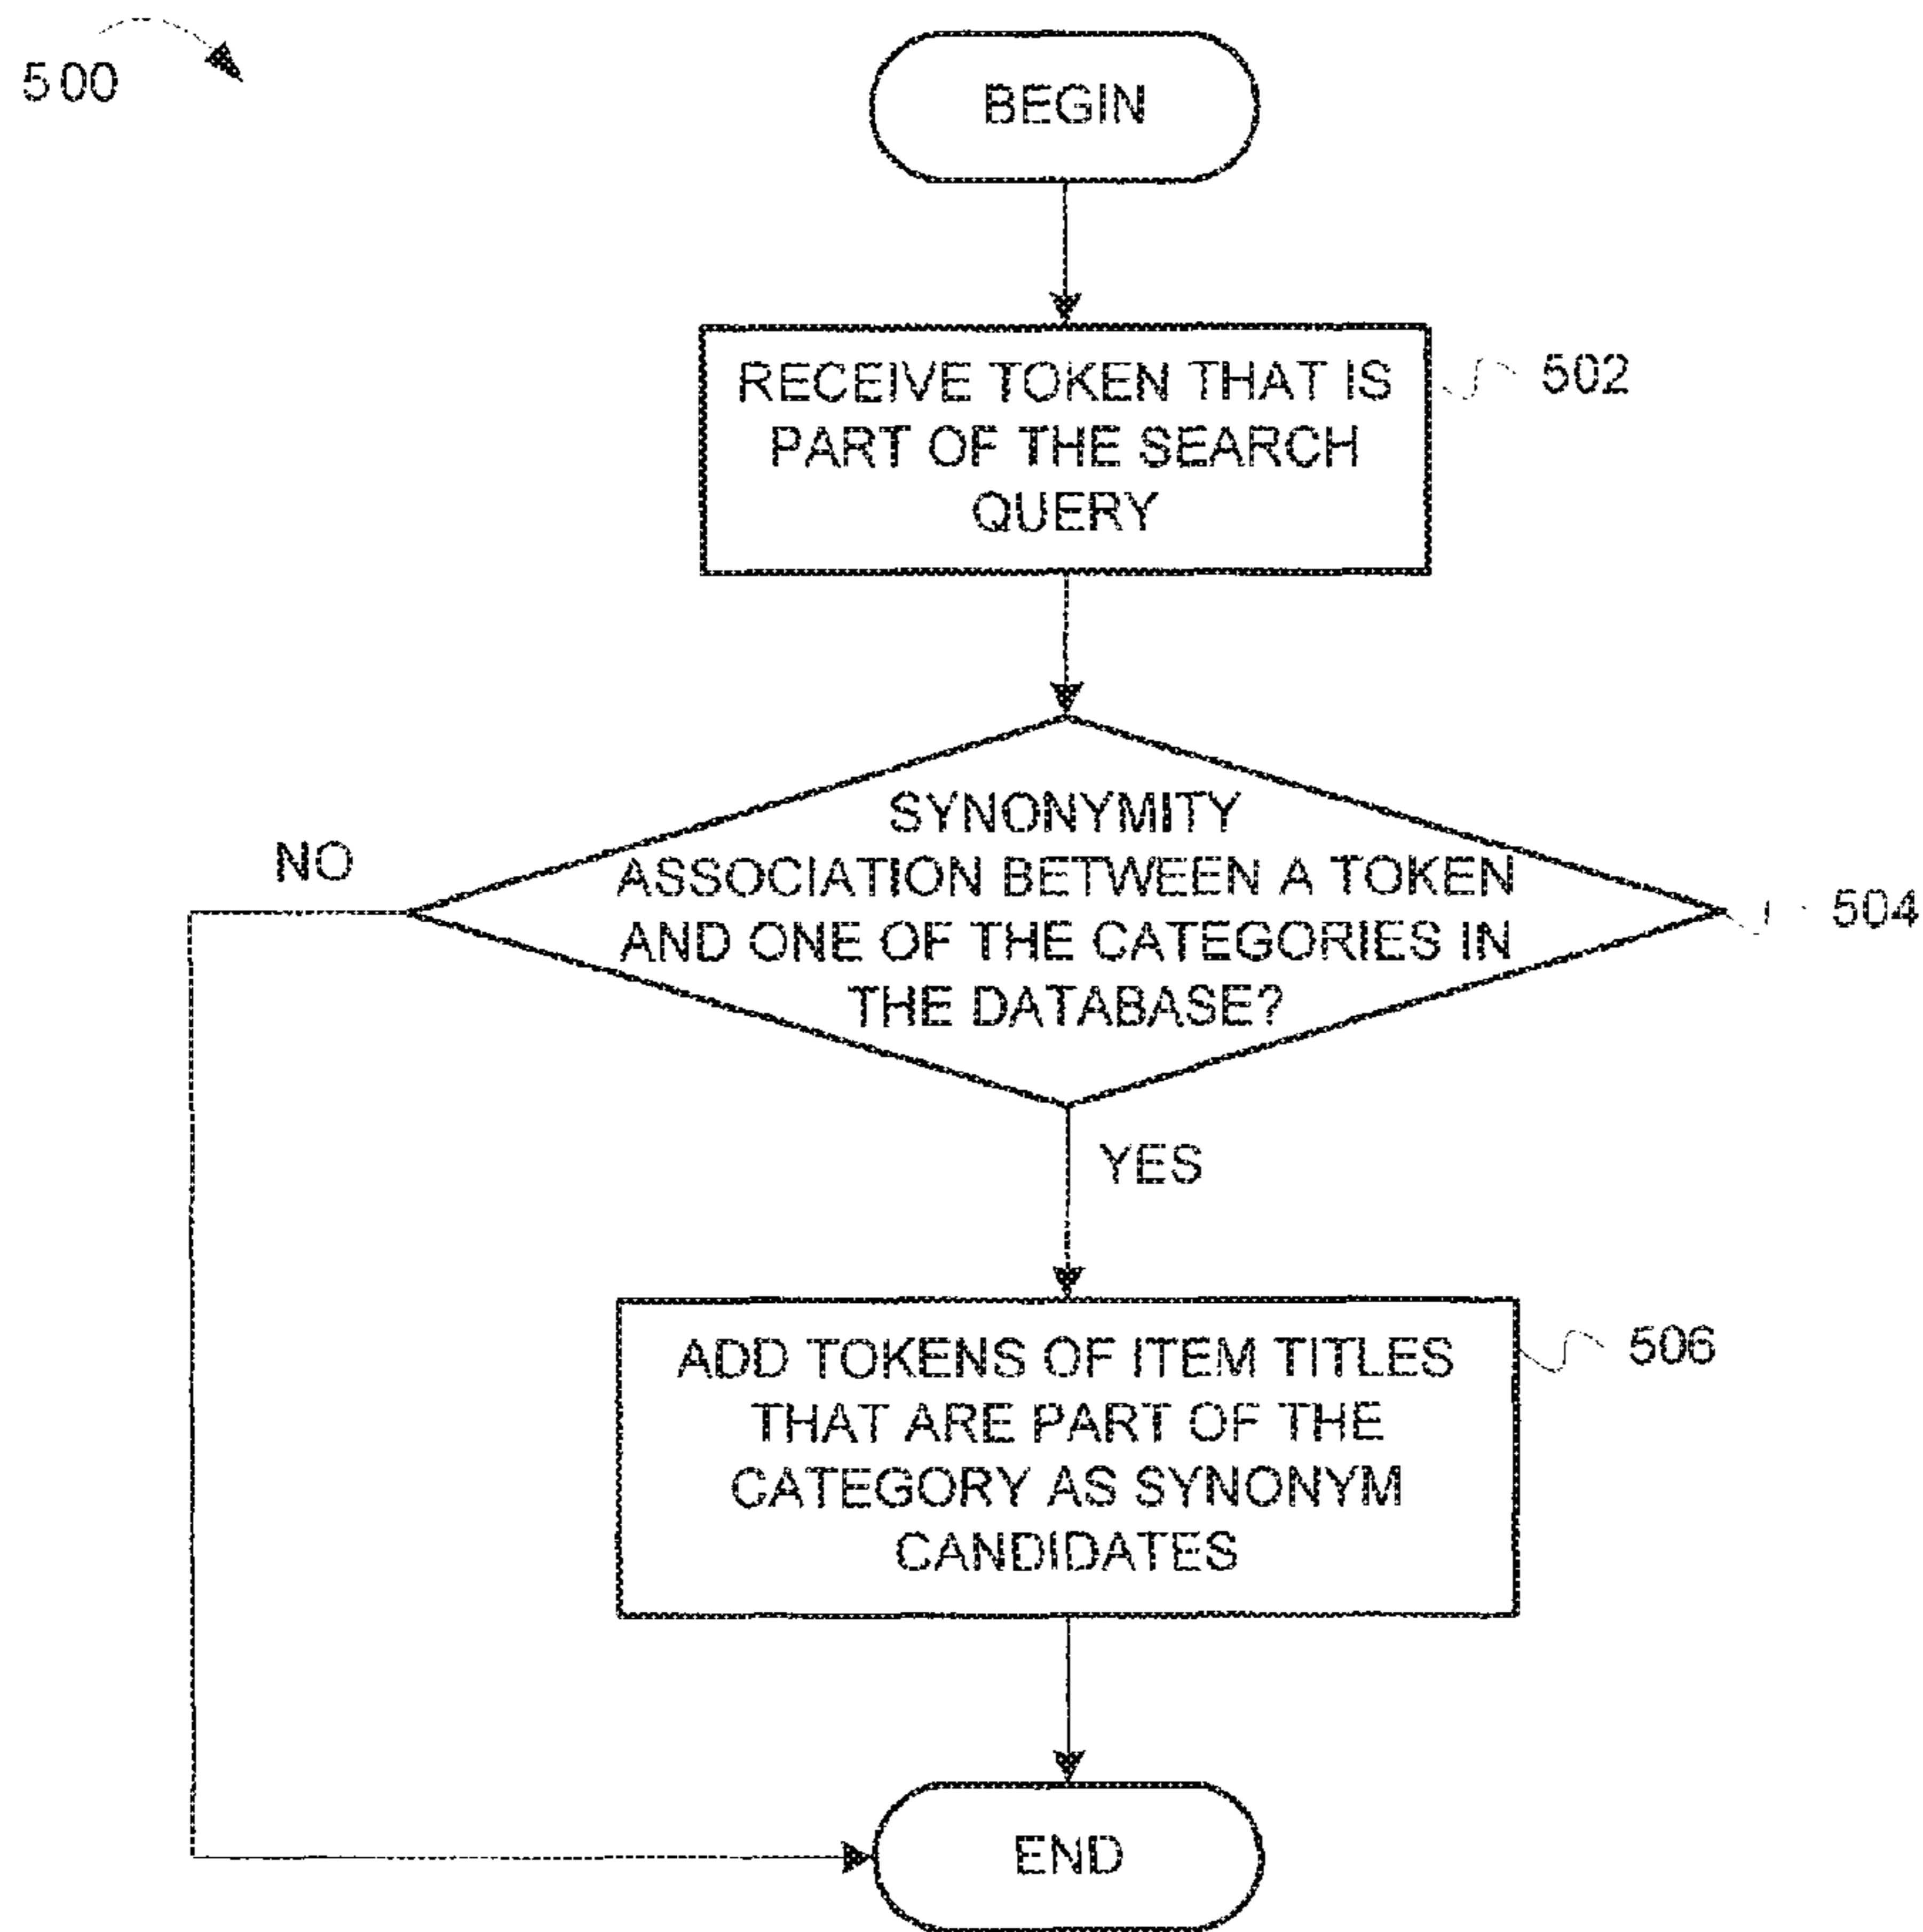 500
BEGIN
RECEIVE TOKEN THAT IS
PART OF THE SEARCH
QUERY
502
SYNONYMITY
ASSOCIATION BETWEEN A TOKEN
AND ONE OF THE CATEGORIES IN
THE DATABASE?
504
NO
YES
ADD TOKENS OF ITEM TITLES
THAT ARE PART OF THE
CATEGORY AS SYNONYM
CANDIDATES
506
END